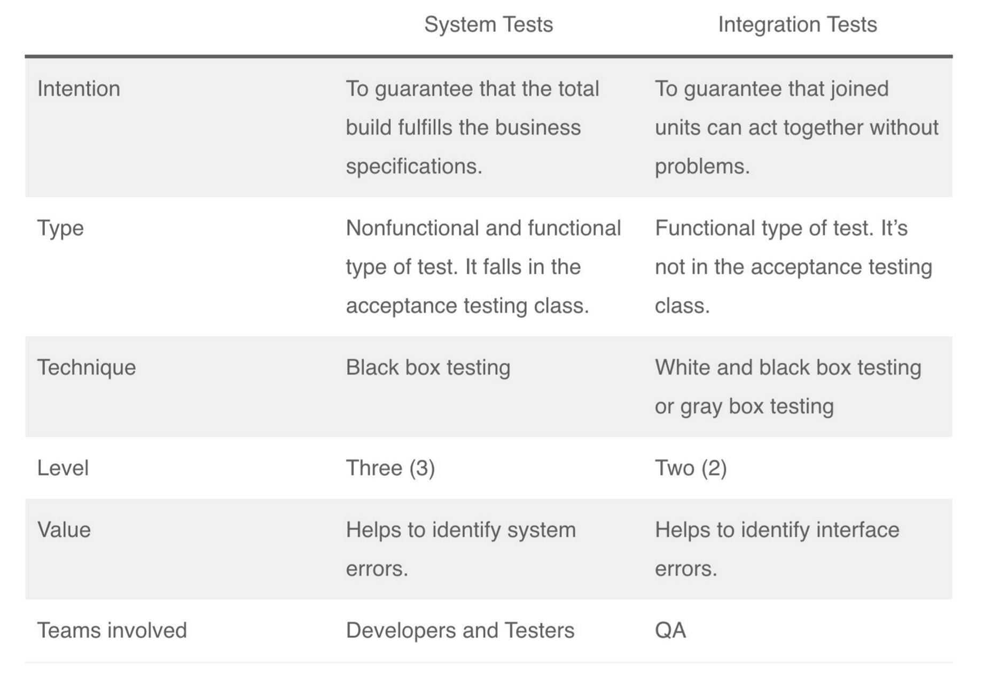 System Tests Integration Tests
Intention To guarantee that the total To guarantee that joined
build fulfills the business units can act together without
specifications. problems.
Type Nonfunctional and functional Functional type of test. It’s
type of test. It falls in the not in the acceptance testing
acceptance testing class. class.
Technique Black box testing White and black box testing
or gray box testing
Level Three (3) Two (2)
Value Helps to identify system Helps to identify interface
errors. errors.
Teams involved Developers and Testers QA